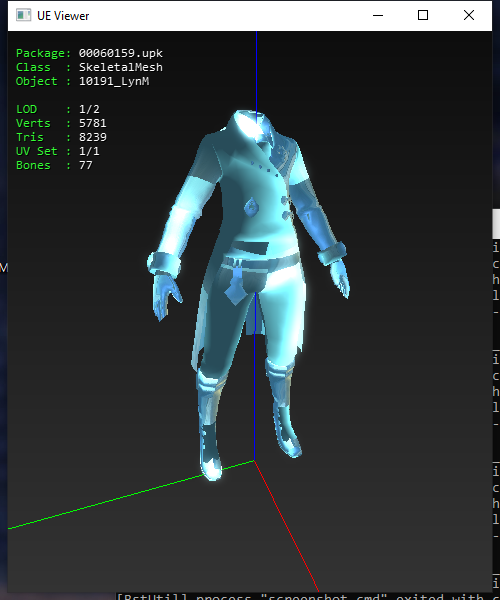 UE Viewer
Package: 00060159.upk
Class : SkeletalMesh
Object : 10191_LynM
LOD : 1/2
Verts : 5781
Tris : 8239
UV Set : 1/1
Bones : 77
M
i
c
h
l
-
i
c
h
l
-
i
c
h
l
-
process "screenshot.cmd" exited with c